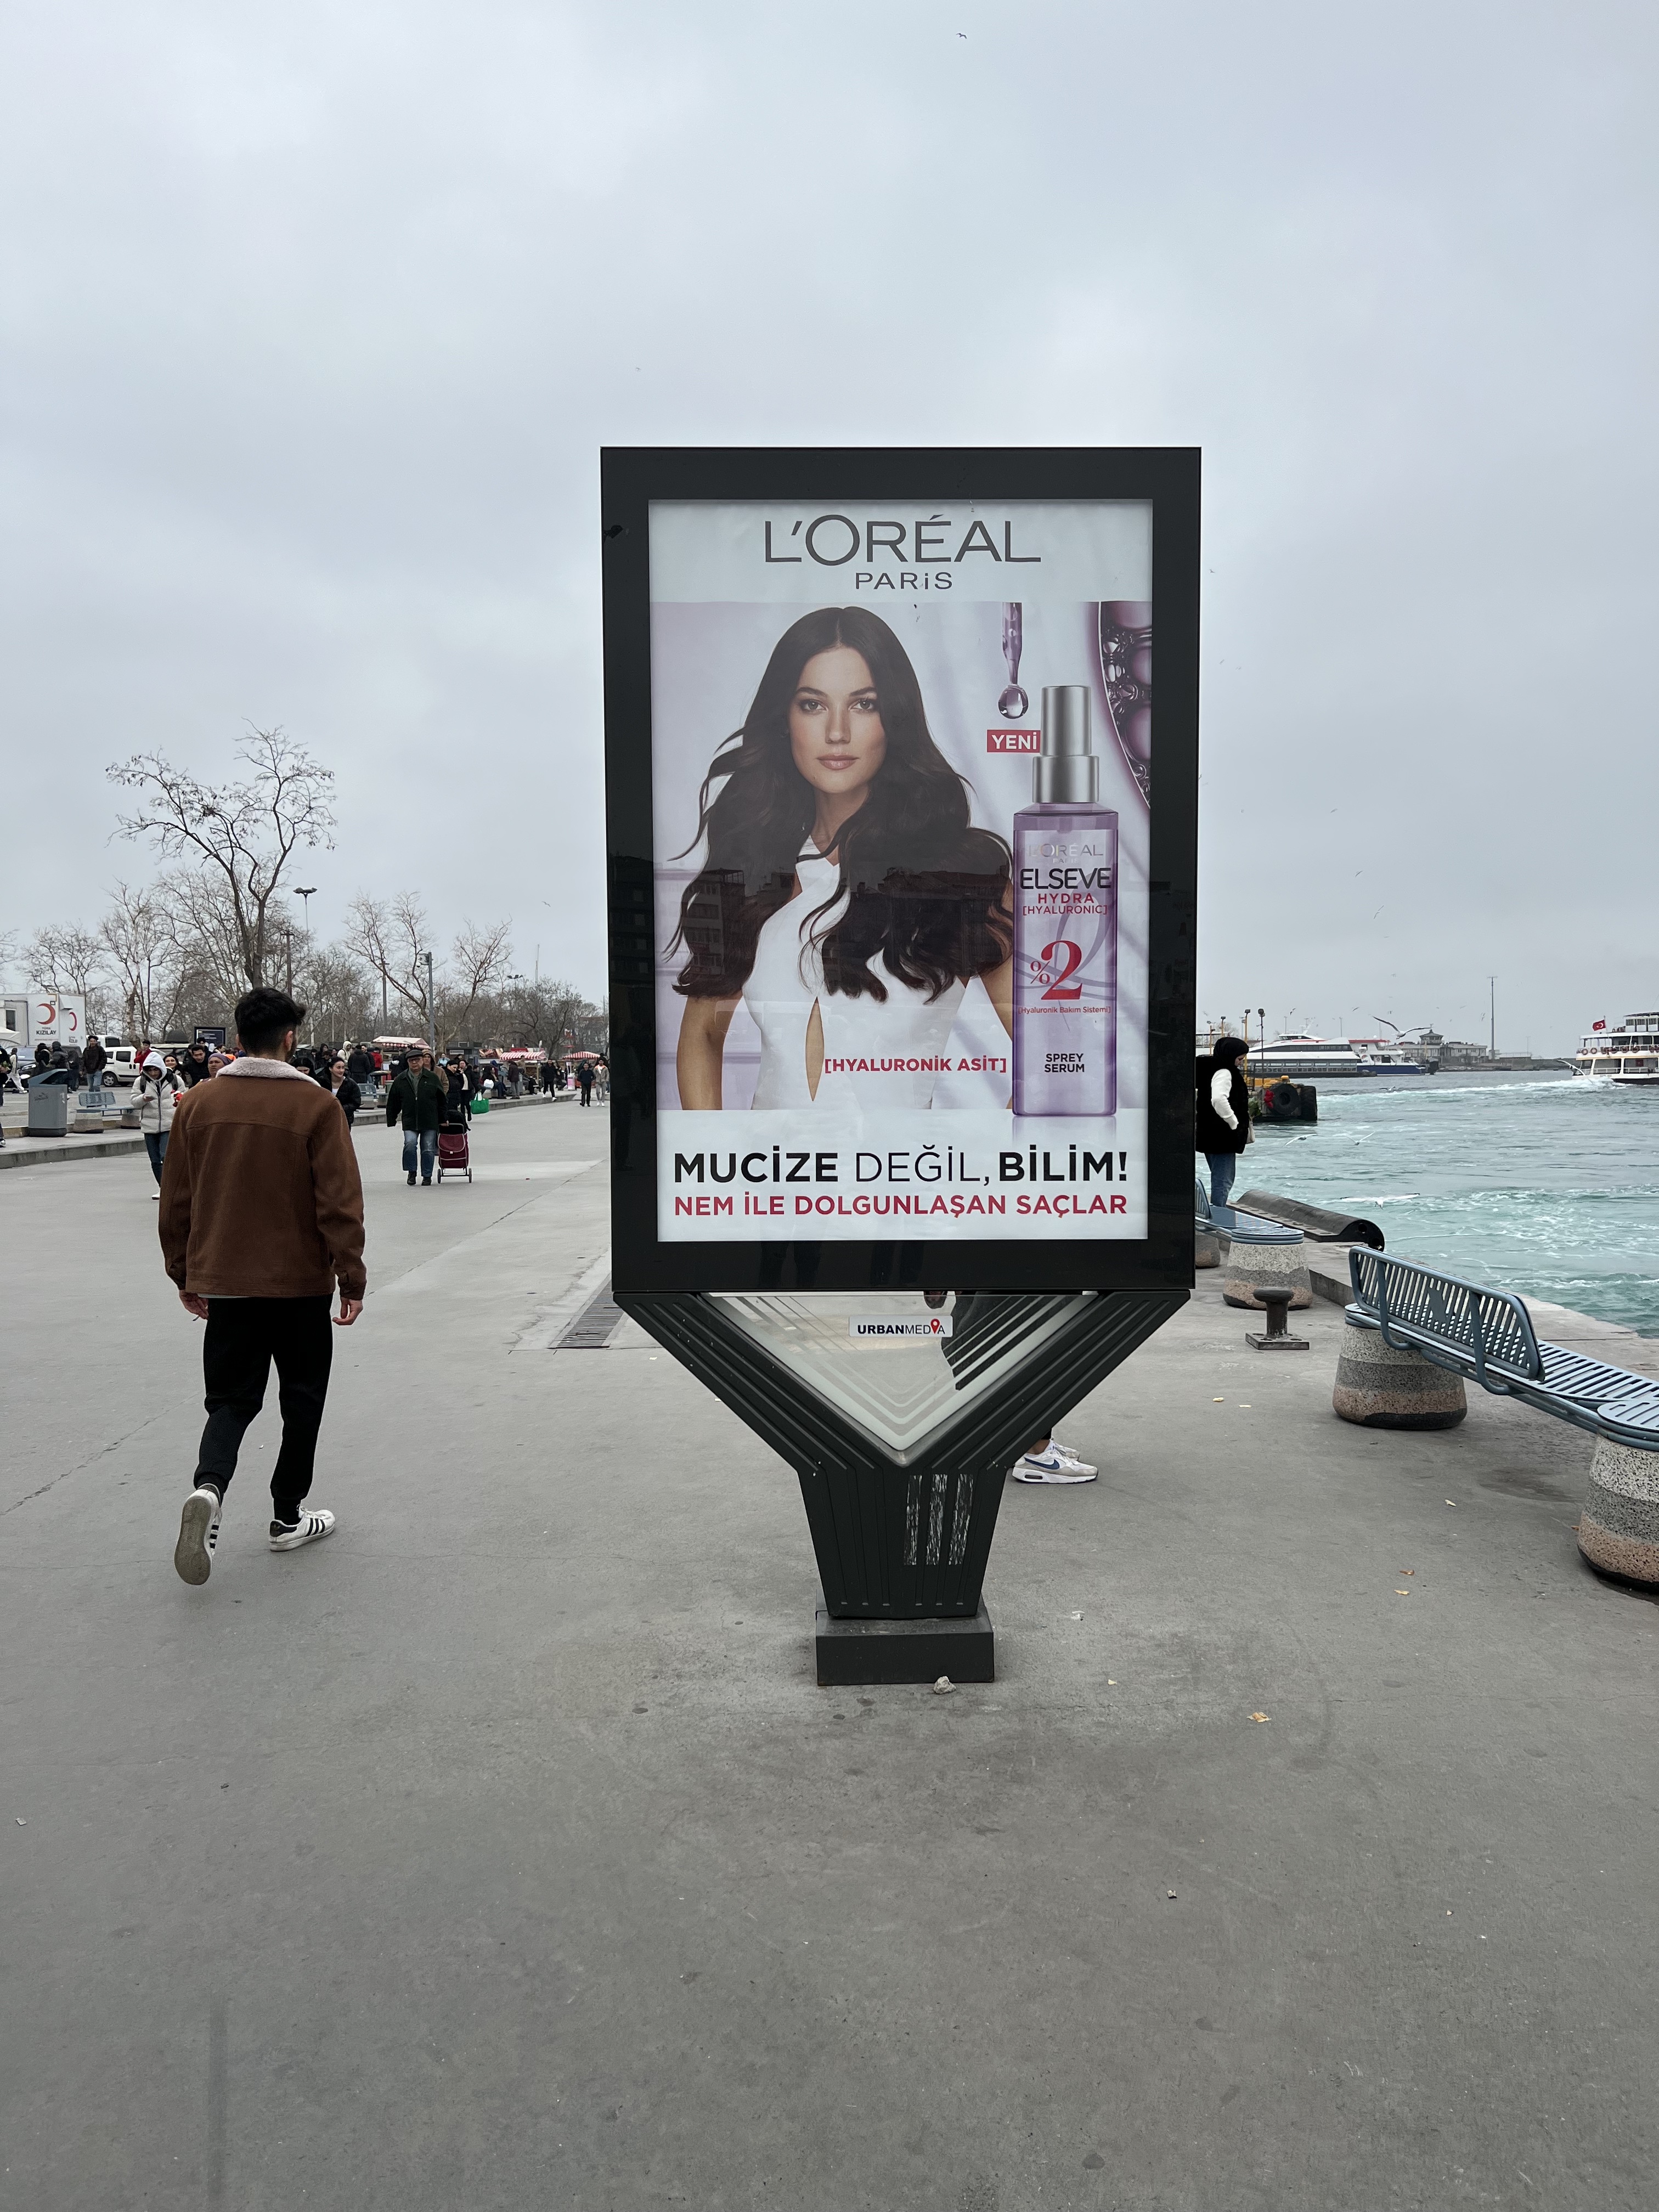 L'ORÉAL
PARiS
YENİ
L'ORÉAL
ELSEVE
HYDRA
[HYALURONIC]
%2
[Hyaluronik Bakım Sistemi]
SPREY
SERUM
[HYALURONİK ASİT]
MUCİZE DEĞİL, BİLİM!
NEM İLE DOLGUNLAŞAN SAÇLAR
URBANMEDIA
KIZILAY